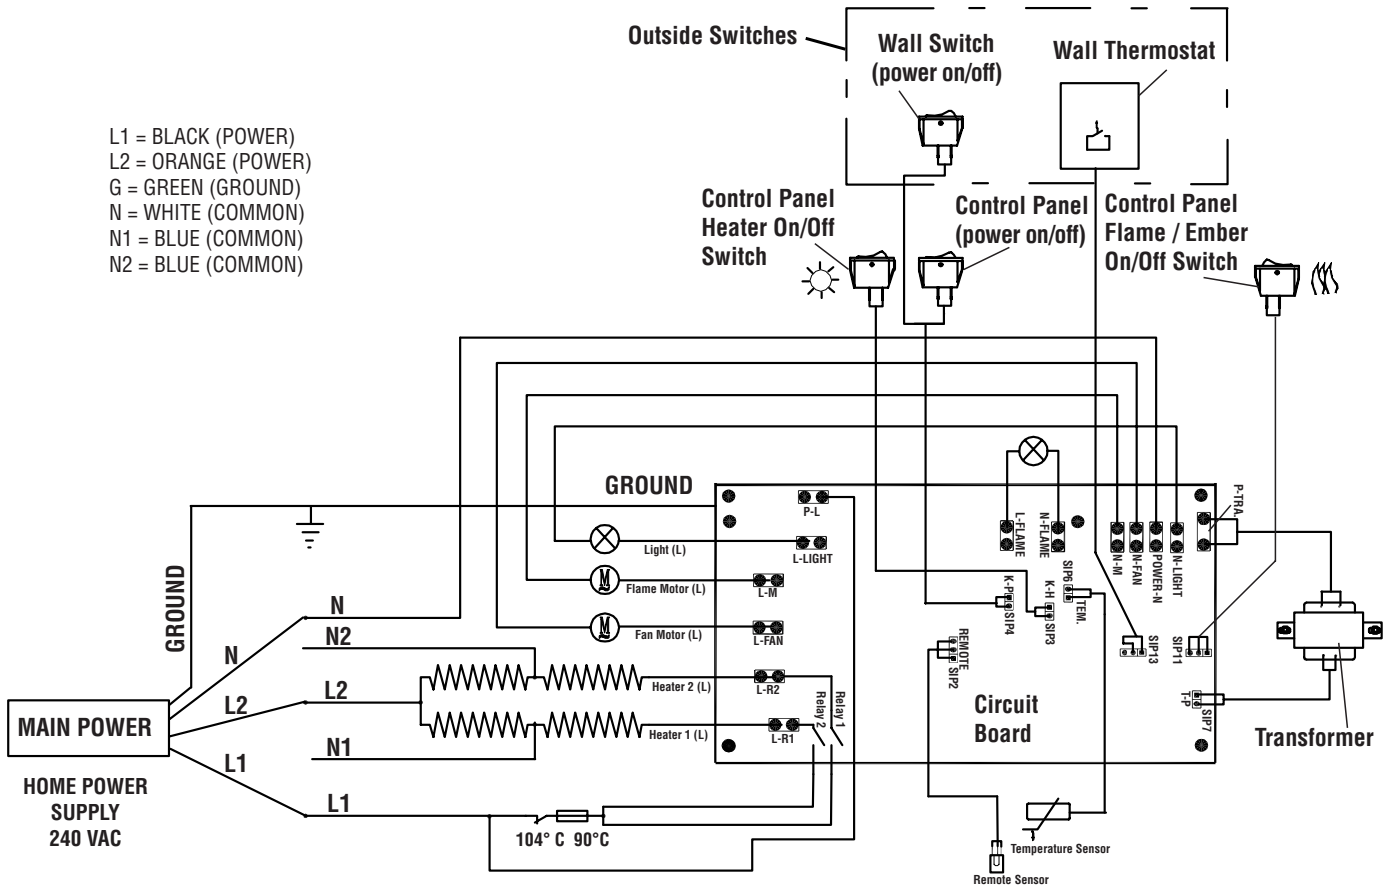 Outside Switches
Wall Switch
(power on/off)
Wall Thermostat
L1 = BLACK (POWER)
L2 = ORANGE (POWER)
G = GREEN (GROUND)
N = WHITE (COMMON)
N1 = BLUE (COMMON)
N2 = BLUE (COMMON)
Control Panel
Heater On/Off
Switch
Control Panel
(power on/off)
Control Panel
Flame / Ember
On/Off Switch
GROUND
P-L
L-FLAME
N-FLAME
P-TRA.
Light (L)
L-LIGHT
N-M
N-FAN
POWER-N
N-LIGHT
M
Flame Motor (L)
L-M
K-P
SIP4
K-H
SIP3
SIP6
TEM.
GROUND
N
N
N2
M
Fan Motor (L)
L-FAN
REMOTE
SIP2
SIP13
SIP11
L2
L2
Heater 2 (L)
L-R2
Relay 2
Relay 1
Circuit
Board
T-P
SIP7
MAIN POWER
Heater 1 (L)
L-R1
Transformer
N1
L1
HOME POWER
SUPPLY
240 VAC
L1
104° C 90°C
Temperature Sensor
Remote Sensor